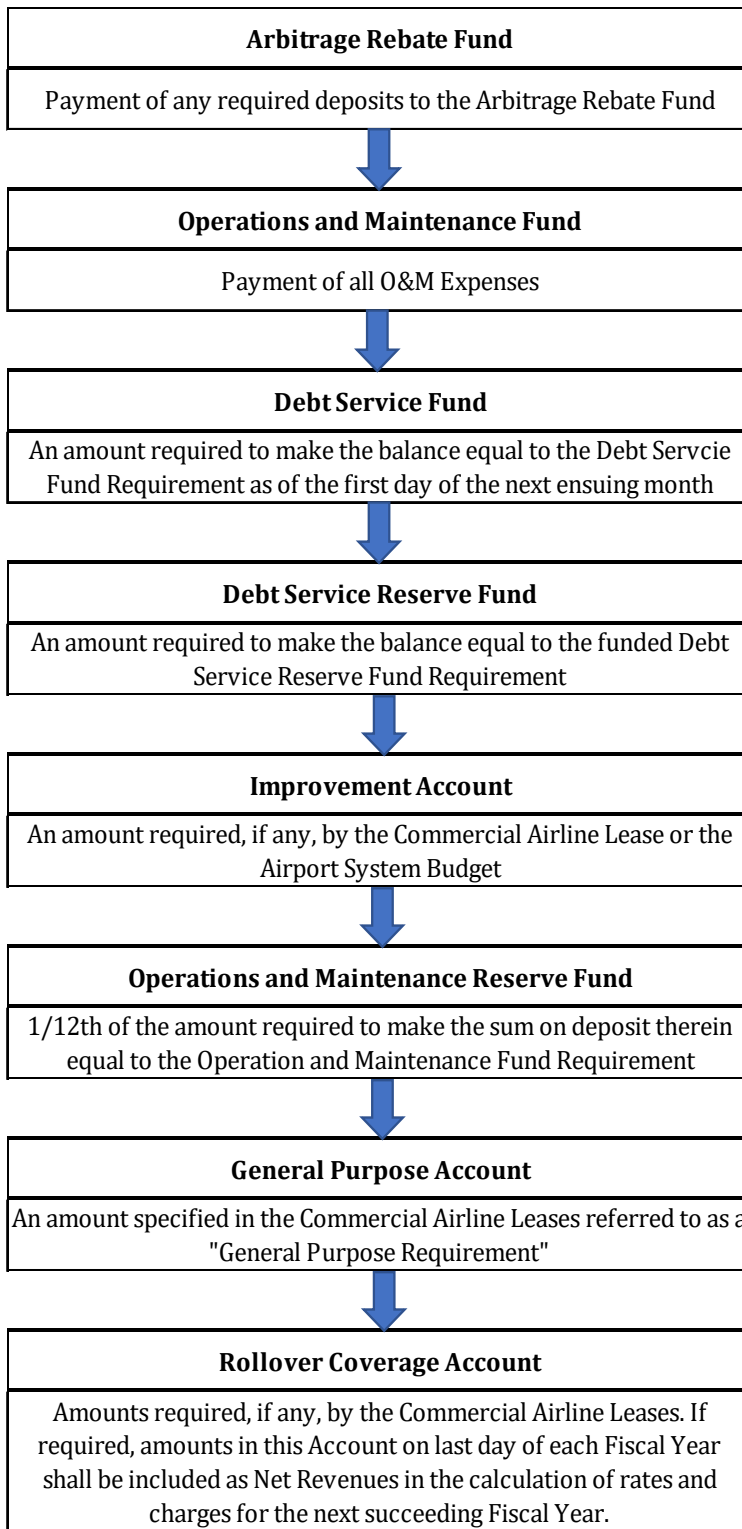 Arbitrage Rebate Fund
Payment of any required deposits to the Arbitrage Rebate Fund
Operations and Maintenance Fund
Payment of all O&M Expenses
Debt Service Fund
An amount required to make the balance equal to the Debt Servcie
Fund Requirement as of the first day of the next ensuing month
Debt Service Reserve Fund
An amount required to make the balance equal to the funded Debt
Service Reserve Fund Requirement
Improvement Account
An amount required, if any, by the Commercial Airline Lease or the
Airport System Budget
Operations and Maintenance Reserve Fund
1/12th of the amount required to make the sum on deposit therein
equal to the Operation and Maintenance Fund Requirement
General Purpose Account
An amount specified in the Commercial Airline Leases referred to as a
"General Purpose Requirement"
Rollover Coverage Account
Amounts required, if any, by the Commercial Airline Leases. If
required, amounts in this Account on last day of each Fiscal Year
shall be included as Net Revenues in the calculation of rates and
charges for the next succeeding Fiscal Year.